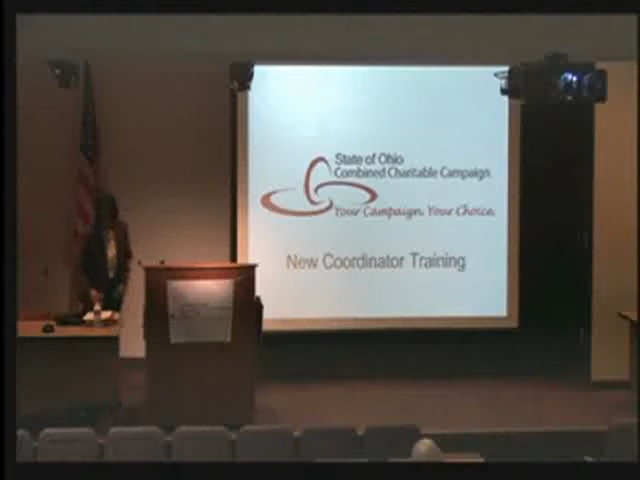 State of Ohio
Combined Charitable Campaign
Your Campaign. Your Choice.
New Coordinator Training